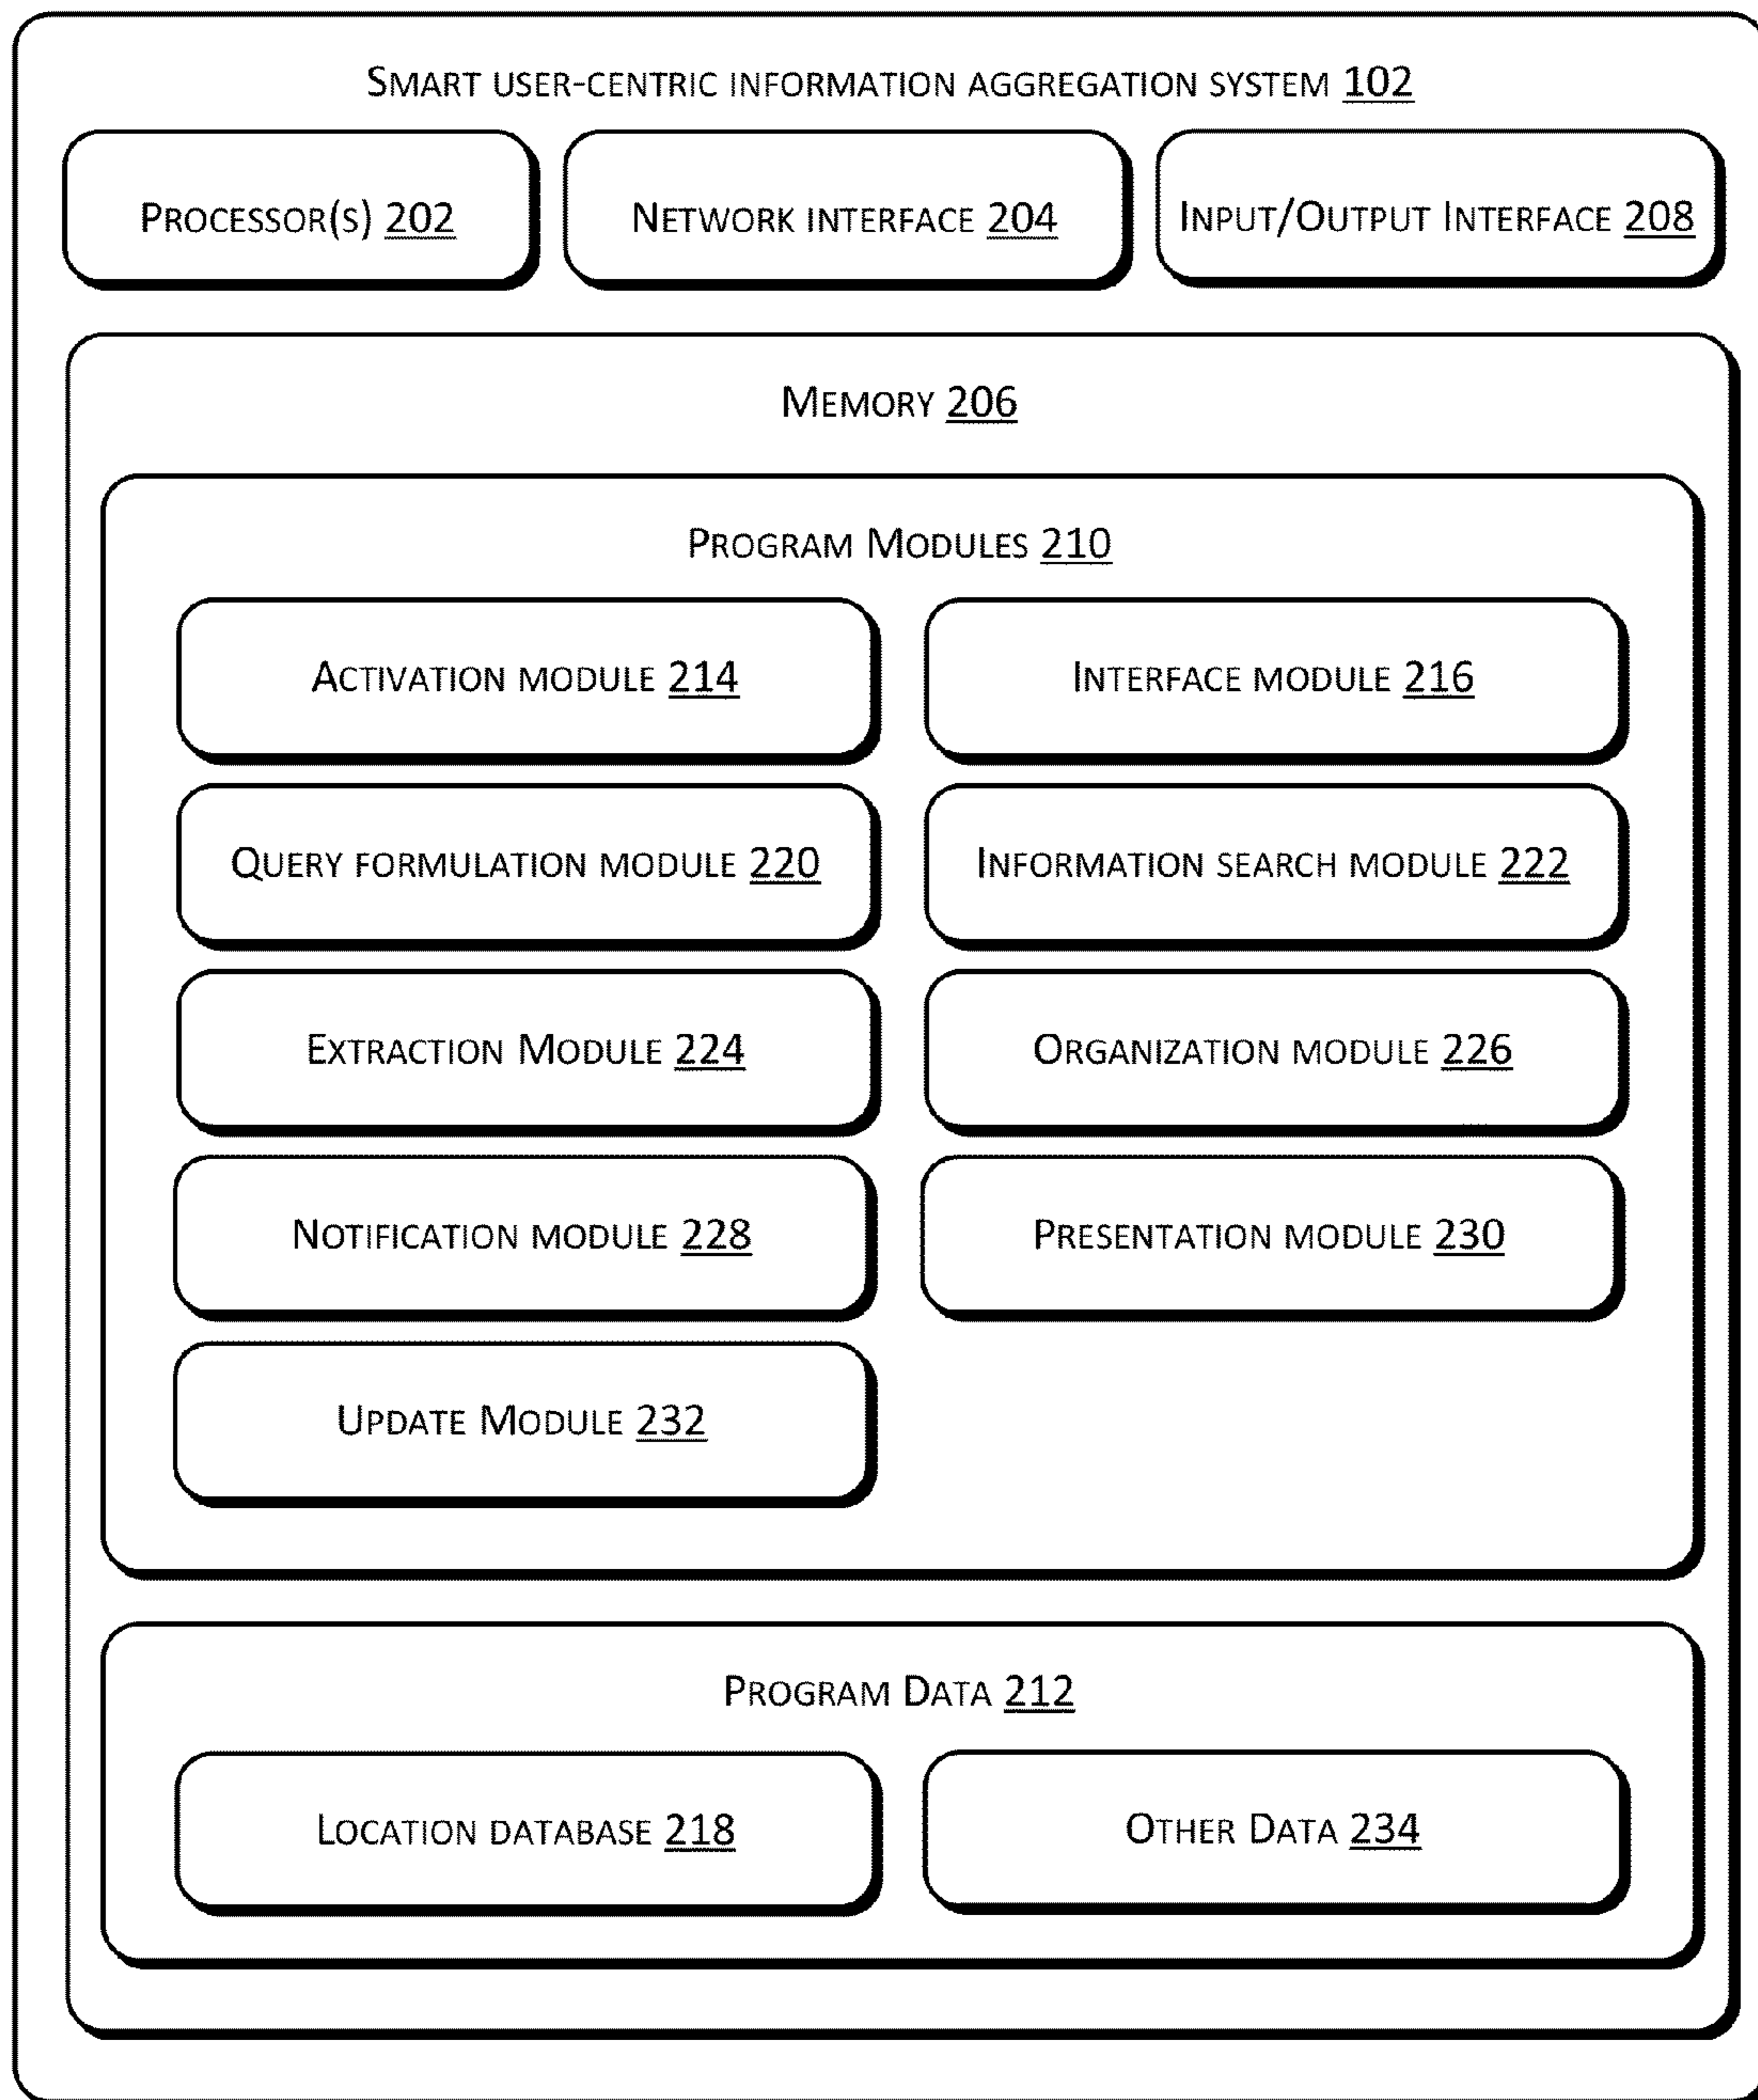 SMART USER-CENTRIC INFORMATION AGGREGATION SYSTEM 102
PROCESSOR(S) 202
NETWORK INTERFACE 204
INPUT/OUTPUT INTERFACE 208
MEMORY 206
PROGRAM MODULES 210
ACTIVATION MODULE 214
INTERFACE MODULE 216
QUERY FORMULATION MODULE 220
INFORMATION SEARCH MODULE 222
EXTRACTION MODULE 224
ORGANIZATION MODULE 226
NOTIFICATION MODULE 228
PRESENTATION MODULE 230
UPDATE MODULE 232
PROGRAM DATA 212
LOCATION DATABASE 218
OTHER DATA 234